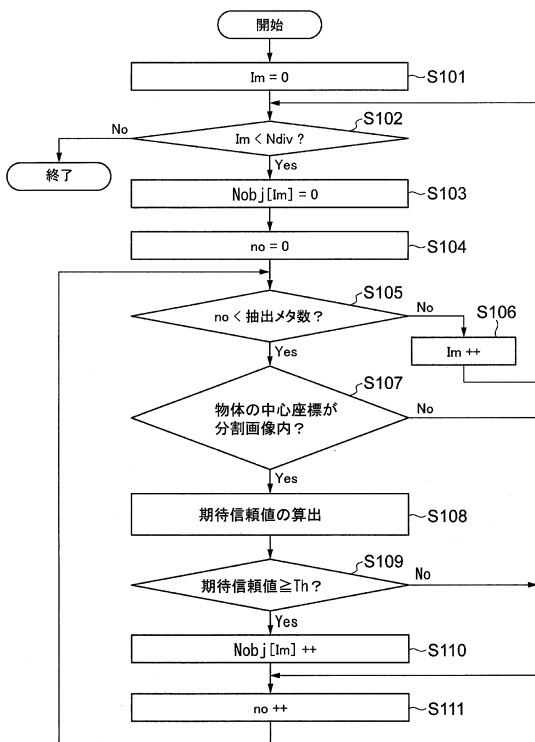 開始
Im = 0
S101
Im < Ndiv ?
S102
No
Yes
終了
Nobj[Im] = 0
S103
no = 0
S104
no < 抽出メタ数 ?
S105
No
Yes
S106
Im ++
物体の中心座標が
分割画像内?
S107
No
Yes
期待信頼値の算出
S108
期待信頼値≧Th ?
S109
No
Yes
Nobj[Im] ++
S110
no ++
S111